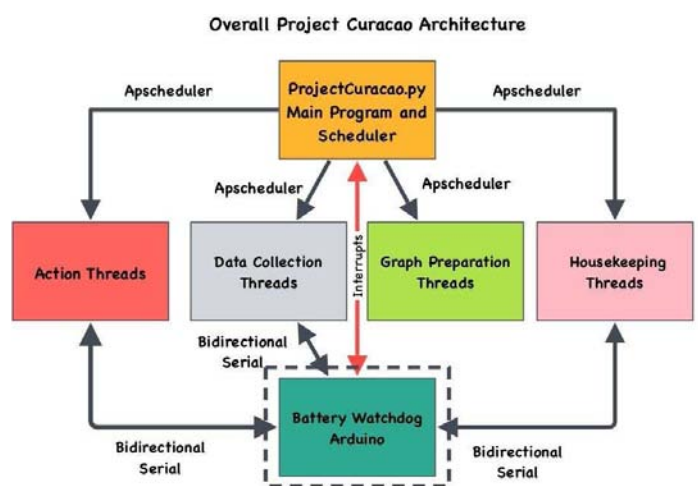 Overall Project Curacao Architecture
ProjectCuracao.py
Main Program and
Scheduler
Apscheduler
Apscheduler
Apscheduler
Apscheduler
Action Threads
Data Collection
Threads
Interrupts
Graph Preparation
Threads
Housekeeping
Threads
Bidirectional
Serial
Battery Watchdog
Arduino
Bidirectional
Serial
Bidirectional
Serial